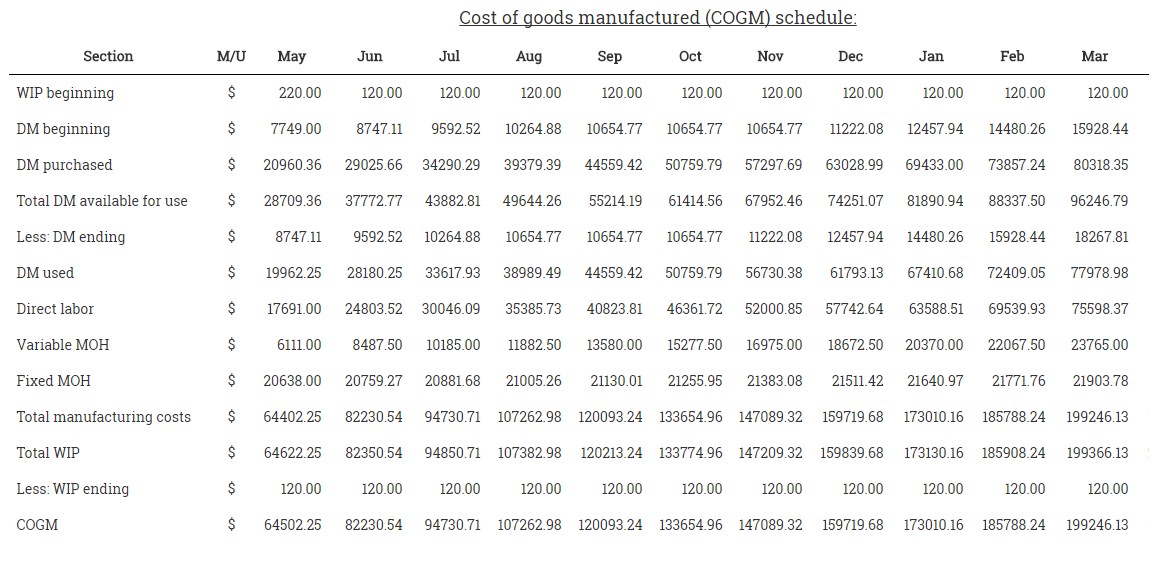 Cost of goods manufactured (COGM) schedule:
Section M/U May Jun Jul Aug Sep Oct Nov Dec Jan Feb Mar
WIP beginning $ 220.00 120.00 120.00 120.00 120.00 120.00 120.00 120.00 120.00 120.00 120.00
DM beginning $ 7749.00 8747.11 9592.52 10264.88 10654.77 10654.77 10654.77 11222.08 12457.94 14480.26 15928.44
DM purchased $ 20960.36 29025.66 34290.29 39379.39 44559.42 50759.79 57297.69 63028.99 69433.00 73857.24 80318.35
Total DM available for use $ 28709.36 37772.77 43882.81 49644.26 55214.19 61414.56 67952.46 74251.07 81890.94 88337.50 96246.79
Less: DM ending $ 8747.11 9592.52 10264.88 10654.77 10654.77 10654.77 11222.08 12457.94 14480.26 15928.44 18267.81
DM used $ 19962.25 28180.25 33617.93 38989.49 44559.42 50759.79 56730.38 61793.13 67410.68 72409.05 77978.98
Direct labor $ 17691.00 24803.52 30046.09 35385.73 40823.81 46361.72 52000.85 57742.64 63588.51 69539.93 75598.37
Variable MOH $ 6111.00 8487.50 10185.00 11882.50 13580.00 15277.50 16975.00 18672.50 20370.00 22067.50 23765.00
Fixed MOH $ 20638.00 20759.27 20881.68 21005.26 21130.01 21255.95 21383.08 21511.42 21640.97 21771.76 21903.78
Total manufacturing costs $ 64402.25 82230.54 94730.71 107262.98 120093.24 133654.96 147089.32 159719.68 173010.16 185788.24 199246.13
Total WIP $ 64622.25 82350.54 94850.71 107382.98 120213.24 133774.96 147209.32 159839.68 173130.16 185908.24 199366.13
Less: WIP ending $ 120.00 120.00 120.00 120.00 120.00 120.00 120.00 120.00 120.00 120.00 120.00
COGM $ 64502.25 82230.54 94730.71 107262.98 120093.24 133654.96 147089.32 159719.68 173010.16 185788.24 199246.13